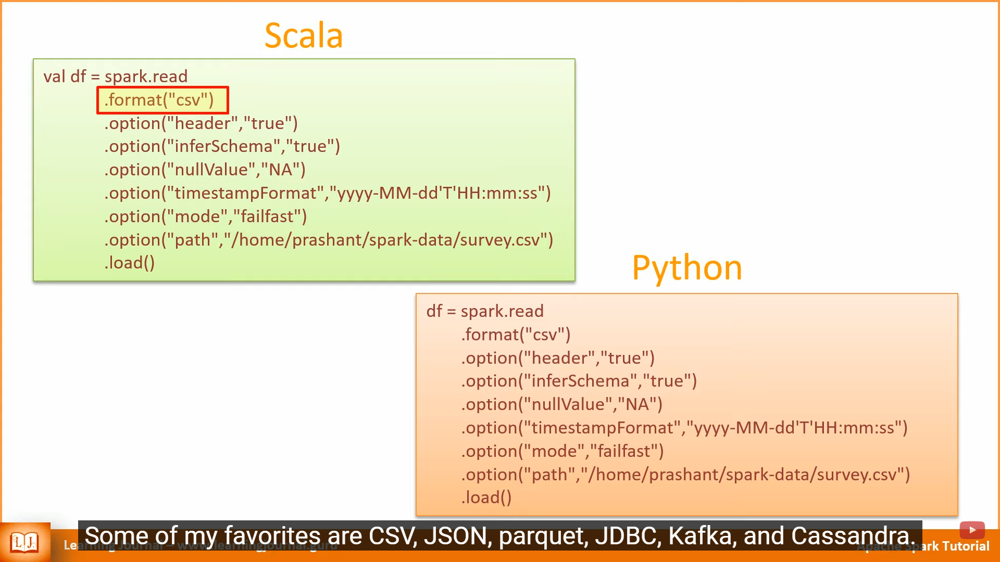 Scala
val df = spark.read
.format("csv")
.option("header","true")
.option("inferSchema","true")
.option("nullValue","NA")
.option("timestampFormat","yyyy-MM-dd'T'HH:mm:ss")
.option("mode","failfast")
.option("path","/home/prashant/spark-data/survey.csv")
.load()
Python
df = spark.read
.format("csv")
.option("header","true")
.option("inferSchema","true")
.option("nullValue","NA")
.option("timestampFormat","yyyy-MM-dd'T'HH:mm:ss")
.option("mode","failfast")
.option("path","/home/prashant/spark-data/survey.csv")
.load()
Some of my favorites are CSV, JSON, parquet, JDBC, Kafka, and Cassandra.
LJ
Learning Journal – www.learningjournal.guru
Apache Spark Tutorial